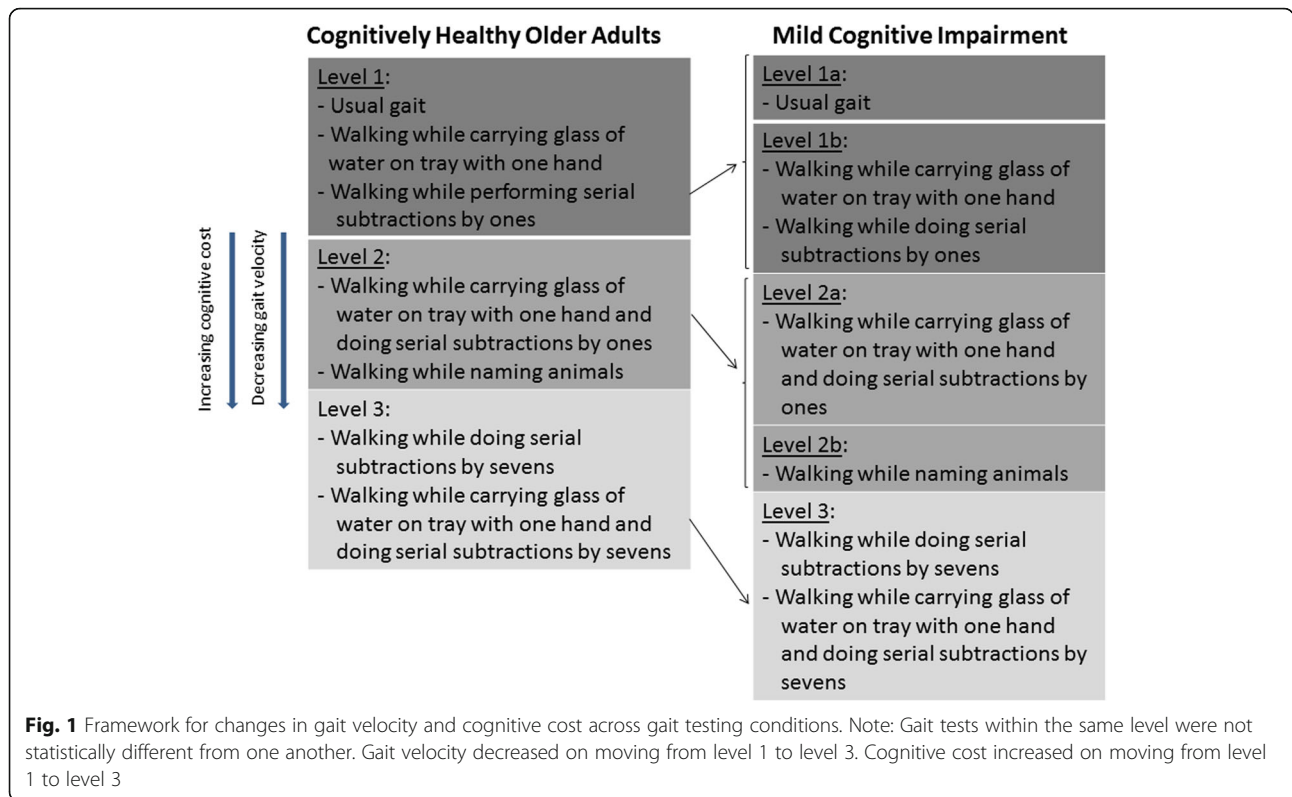 Cognitively Healthy Older Adults
Level 1:
- Usual gait
- Walking while carrying glass of
water on tray with one hand
- Walking while performing serial
subtractions by ones
Level 2:
- Walking while carrying glass of
water on tray with one hand and
doing serial subtractions by ones
- Walking while naming animals
Level 3:
- Walking while doing serial
subtractions by sevens
- Walking while carrying glass of
water on tray with one hand and
doing serial subtractions by sevens
Increasing cognitive cost
Decreasing gait velocity
Mild Cognitive Impairment
Level 1a:
- Usual gait
Level 1b:
- Walking while carrying glass of
water on tray with one hand
- Walking while doing serial
subtractions by ones
Level 2a:
- Walking while carrying glass of
water on tray with one hand
and doing serial subtractions by
ones
Level 2b:
- Walking while naming animals
Level 3:
- Walking while doing serial
subtractions by sevens
- Walking while carrying glass of
water on tray with one hand
and doing serial subtractions by
sevens
Fig. 1 Framework for changes in gait velocity and cognitive cost across gait testing conditions. Note: Gait tests within the same level were not
statistically different from one another. Gait velocity decreased on moving from level 1 to level 3. Cognitive cost increased on moving from level
1 to level 3